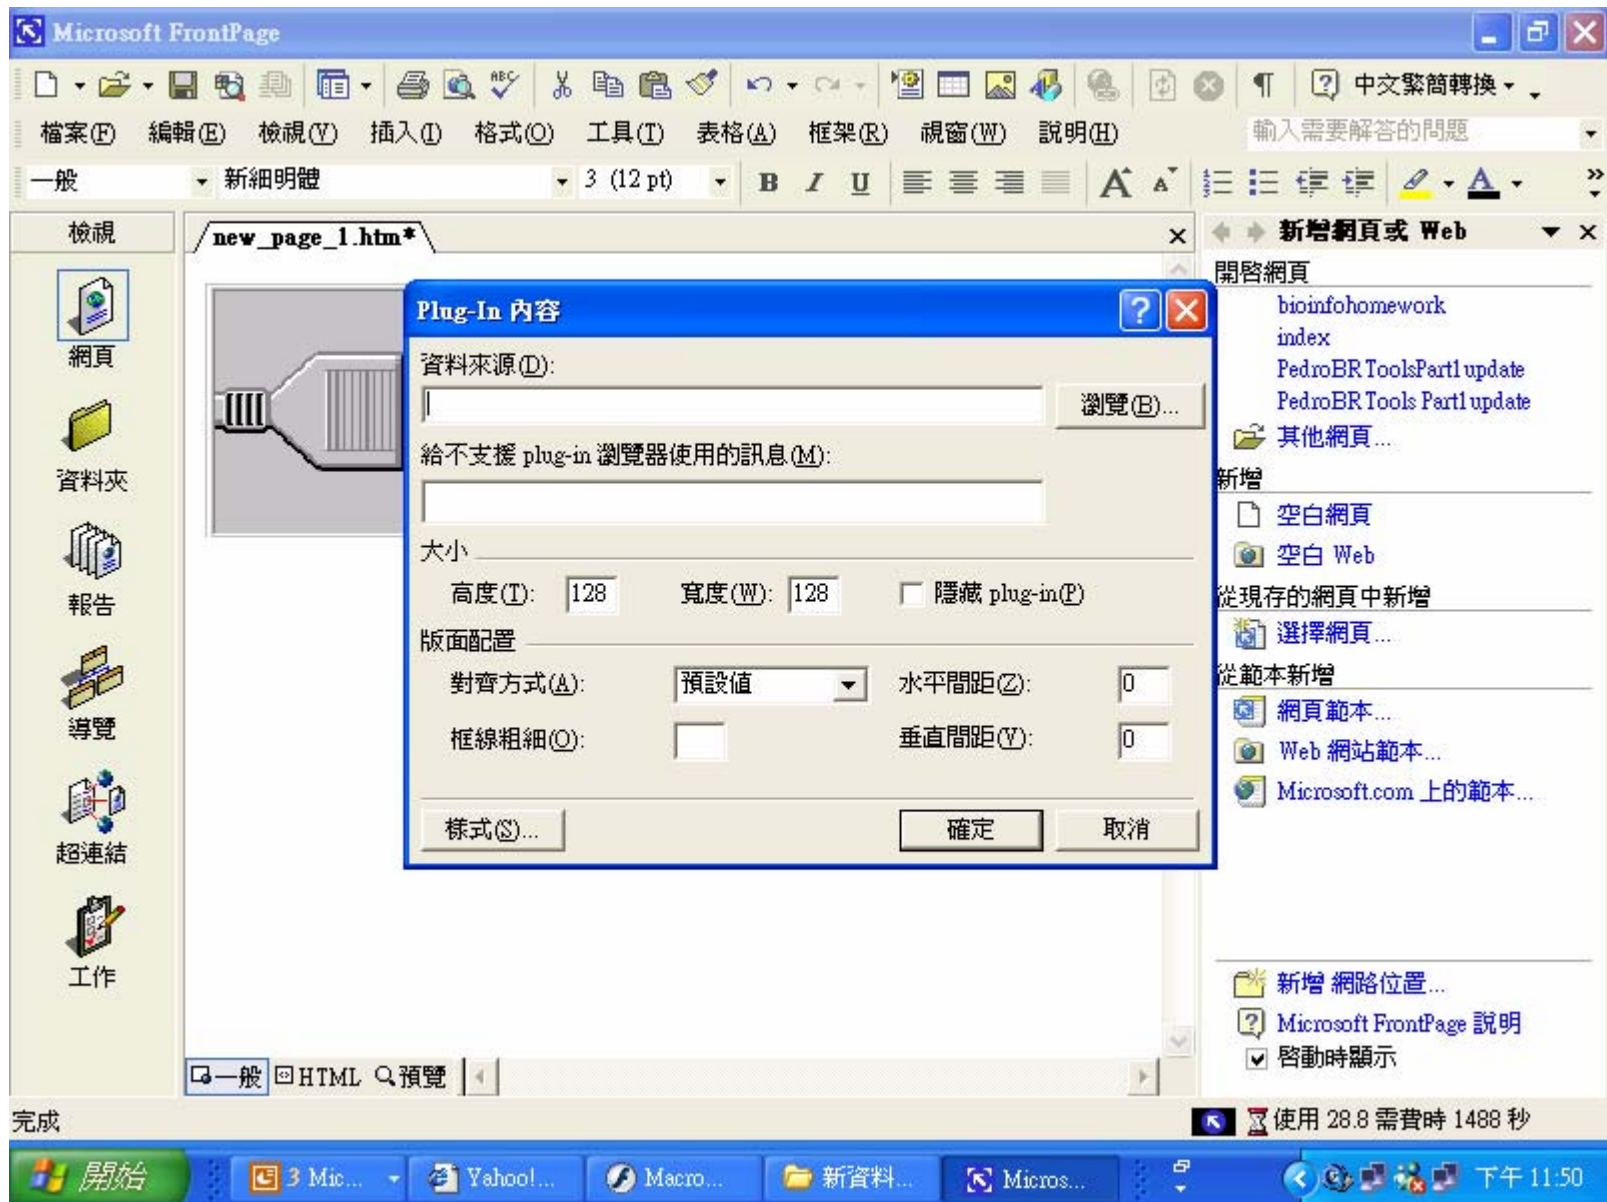 Microsoft FrontPage
中文繁簡轉換
檔案(F) 編輯(E) 檢視(V) 插入(I) 格式(O) 工具(T) 表格(A) 框架(R) 視窗(W) 說明(H) 輸入需要解答的問題
一般 新細明體 3 (12 pt) B I U A A A
檢視
網頁
資料夾
報告
導覽
超連結
工作
new_page_1.htm*
Plug-In 內容
資料來源(D):
瀏覽(B)...
給不支援 plug-in 瀏覽器使用的訊息(M):
大小
高度(T): 128 寬度(W): 128 隱藏 plug-in(P)
版面配置
對齊方式(A): 預設值 水平間距(Z): 0
框線粗細(O): 垂直間距(V): 0
樣式(S)... 確定 取消
新增網頁或 Web
開啓網頁
bioinfohomework
index
PedroBRToolsPart1update
PedroBRTools Part1update
其他網頁...
新增
空白網頁
空白 Web
從現存的網頁中新增
選擇網頁...
從範本新增
網頁範本...
Web 網站範本...
Microsoft.com 上的範本...
新增 網路位置...
Microsoft FrontPage 說明
啓動時顯示
一般 HTML 預覽
完成 使用 28.8 需費時 1488 秒
開始 3 Mic... Yahoo!... Macro... 新資料... Micros... 下午 11:50